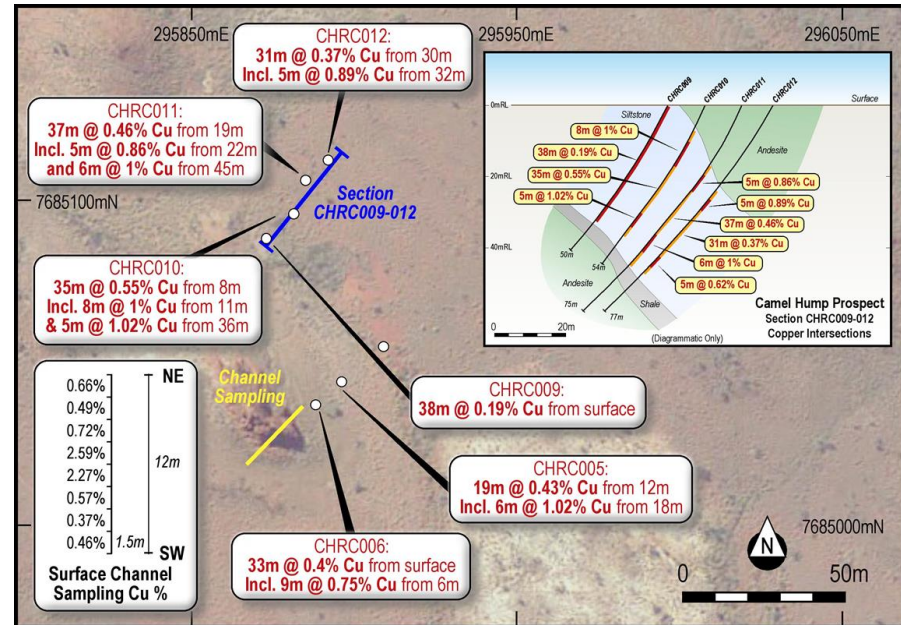 295850mE
295950mE
296050mE
CHRC012:
31m @ 0.37% Cu from 30m
Incl. 5m @ 0.89% Cu from 32m
CHRC011:
37m @ 0.46% Cu from 19m
Incl. 5m @ 0.86% Cu from 22m
and 6m @ 1% Cu from 45m
7685100mN
Section
CHRC009-012
CHRC010:
35m @ 0.55% Cu from 8m
Incl. 8m @ 1% Cu from 11m
& 5m @ 1.02% Cu from 36m
CHRC009
CHRC010
CHRC011
CHRC012
0mRL
Surface
Siltstone
8m @ 1% Cu
Andesite
38m @ 0.19% Cu
35m @ 0.55% Cu
20mRL
5m @ 0.86% Cu
5m @ 1.02% Cu
5m @ 0.89% Cu
37m @ 0.46% Cu
31m @ 0.37% Cu
40mRL
50m
54m
6m @ 1% Cu
5m @ 0.62% Cu
Andesite
75m
77m
Shale
Camel Hump Prospect
Section CHRC009-012
Copper Intersections
0
20m
(Diagrammatic Only)
Channel
Sampling
CHRC009:
38m @ 0.19% Cu from surface
CHRC005:
19m @ 0.43% Cu from 12m
Incl. 6m @ 1.02% Cu from 18m
CHRC006:
33m @ 0.4% Cu from surface
Incl. 9m @ 0.75% Cu from 6m
NE
0.66%
0.49%
0.72%
2.59%
12m
2.27%
0.57%
0.37%
0.46%
1.5m
SW
Surface Channel
Sampling Cu %
7685000mN
N
0
50m